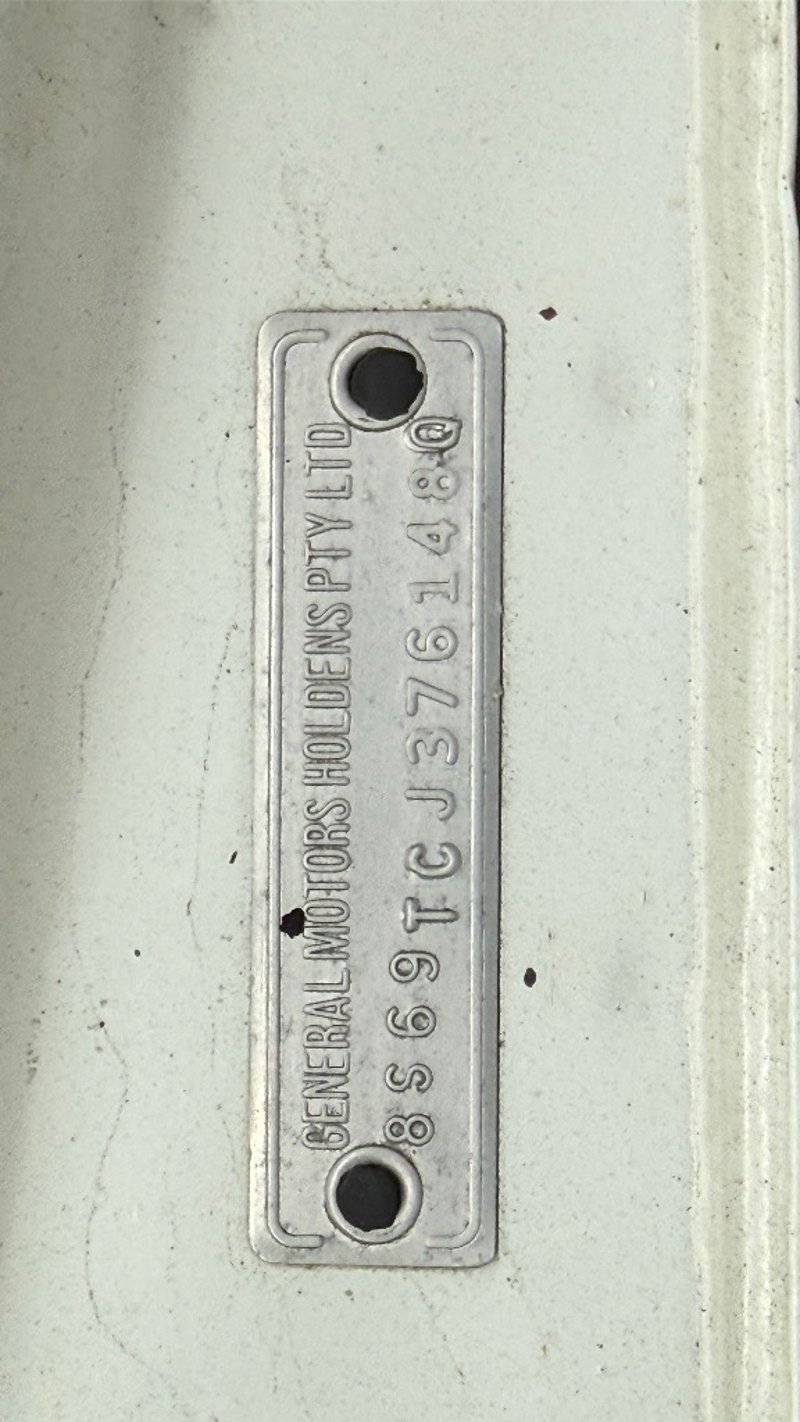 GENERAL MOTORS HOLDENS PTY LTD
8S69TCJ376148Q